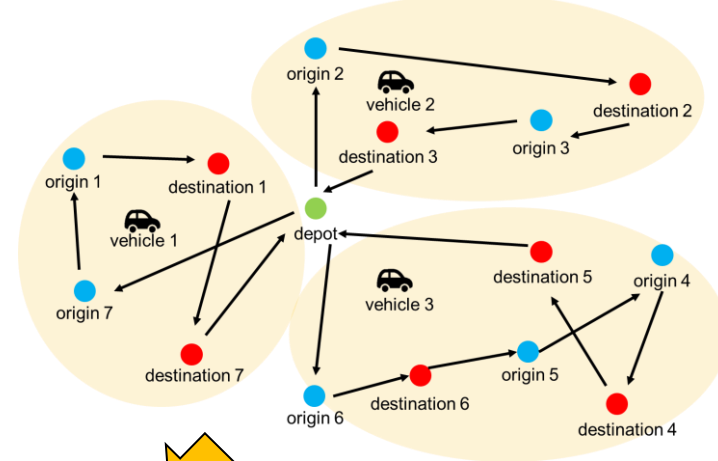 origin 2
vehicle 2
destination 2
origin 3
destination 3
origin 1
destination 1
vehicle 1
depot
origin 7
destination 7
vehicle 3
destination 5
origin 4
origin 5
destination 6
origin 6
destination 4